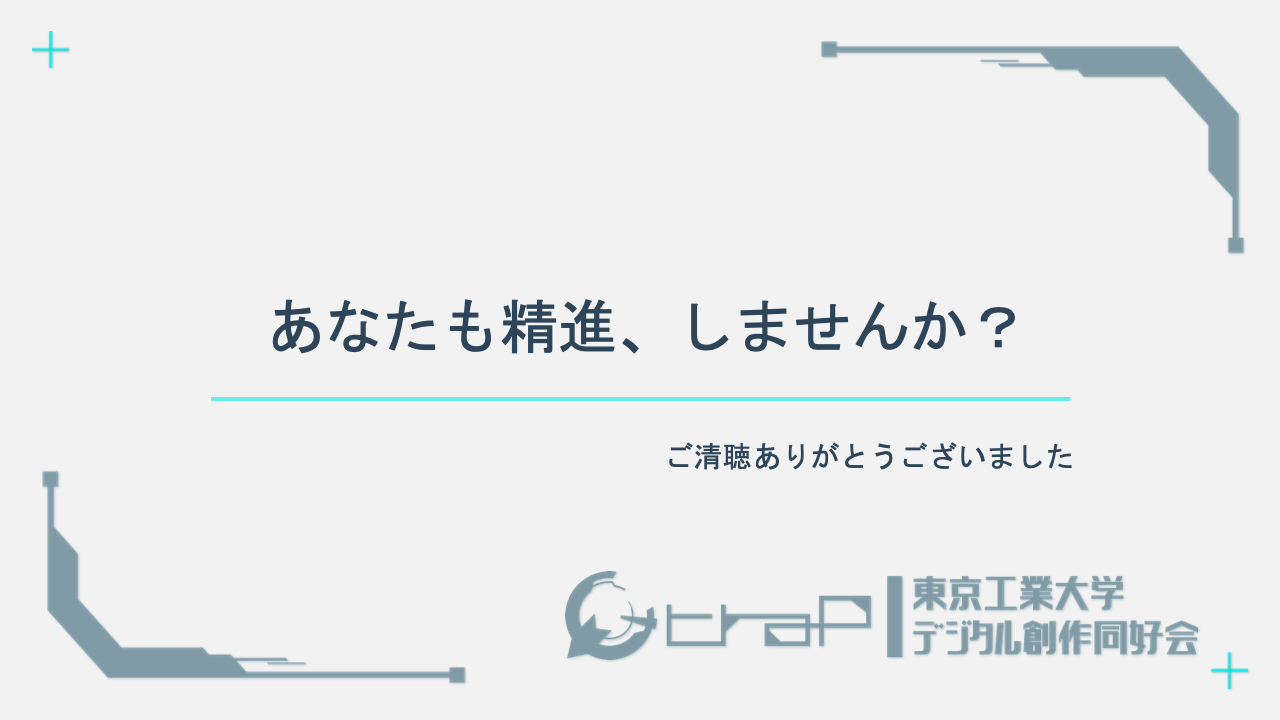 あなたも精進、しませんか？
ご清聴ありがとうございました
traP
東京工業大学
デジタル創作同好会